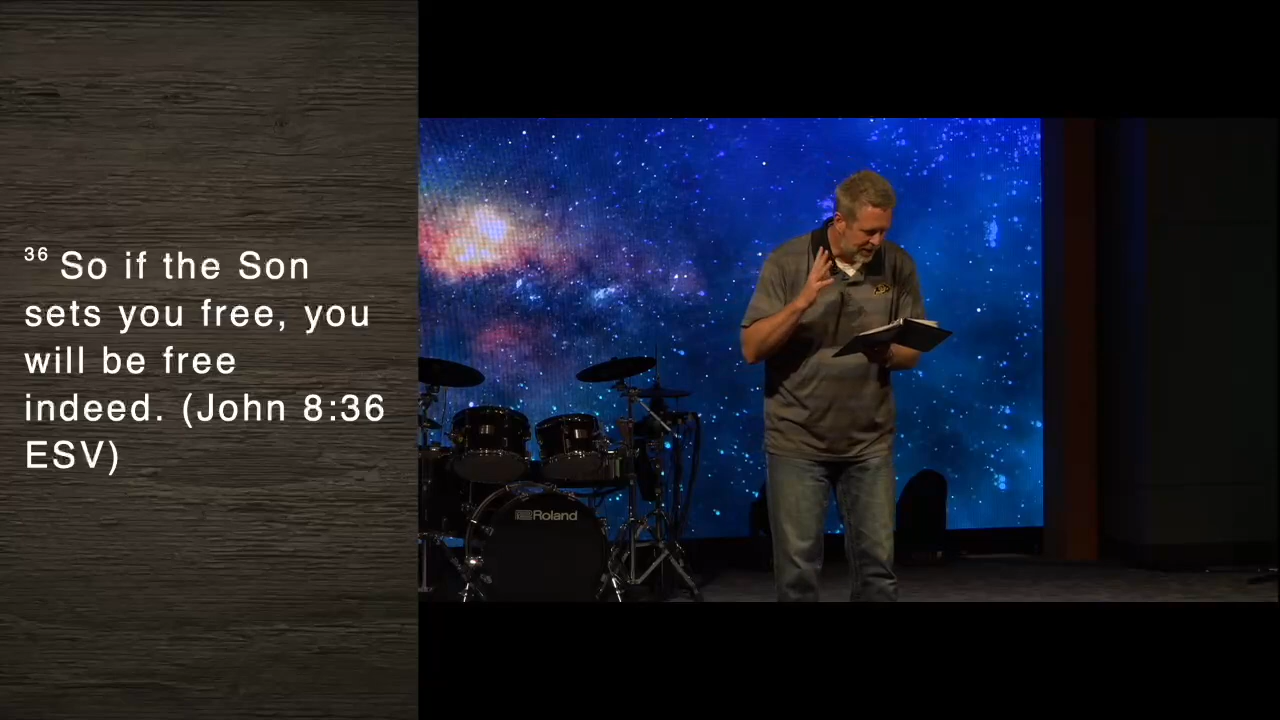 36 So if the Son
sets you free, you
will be free
indeed. (John 8:36
ESV)
Roland